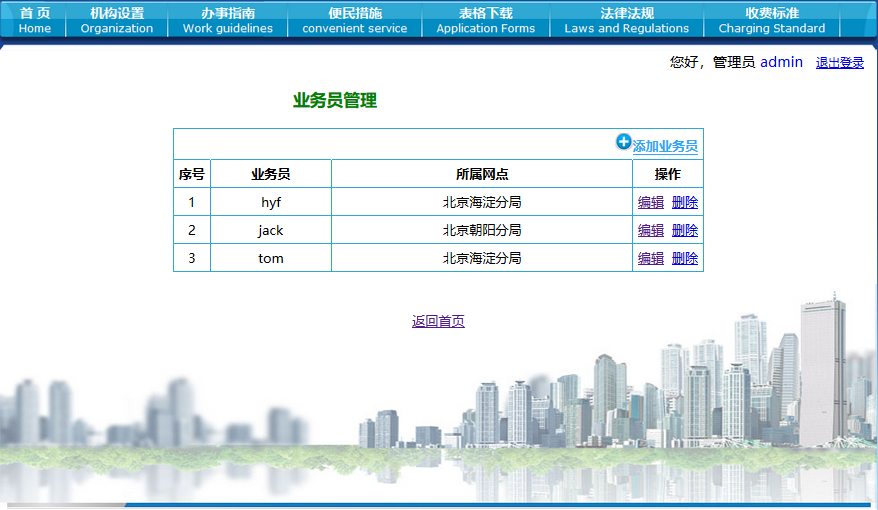 首 页 机构设置 办事指南 便民措施 表格下载 法律法规 收费标准
Home Organization Work guidelines convenient service Application Forms Laws and Regulations Charging Standard
您好，管理员 admin 退出登录
业务员管理
添加业务员
序号 业务员 所属网点 操作
1 hyf 北京海淀分局 编辑 删除
2 jack 北京朝阳分局 编辑 删除
3 tom 北京海淀分局 编辑 删除
返回首页